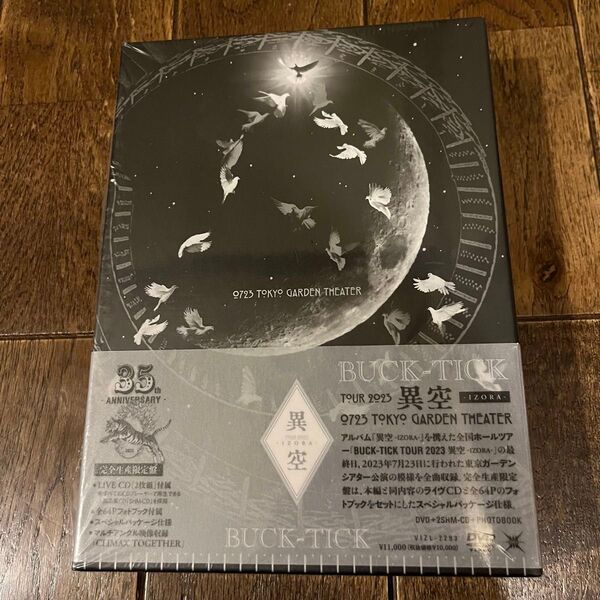 0723 TOKYO GARDEN THEATER
BUCK-TICK
35th
-ANNIVERSARY-
完全生産限定盤
★LIVE CD「2枚組」付属
★全64Pフォトブック付属
★スペシャルパッケージ仕様
★マルチアングル映像収録
「CLIMAX TOGETHER」
異空
-IZORA-
TOUR 2023 異空 -IZORA-
0723 TOKYO GARDEN THEATER
アルバム「異空 -IZORA-」を携えた全国ホールツア
ー「BUCK-TICK TOUR 2023 異空 -IZORA-」の最
終日、2023年7月23日に行われた東京ガーデン
シアター公演の模様を全曲収録。完全生産限定
盤は、本編と同内容のライヴCDと全64Pのフォ
トブックをセットにしたスペシャルパッケージ仕様。
DVD+2SHM-CD+PHOTOBOOK
VIZL-2293
¥11,000（税抜価格¥10,000）
DVD
BUCK-TICK